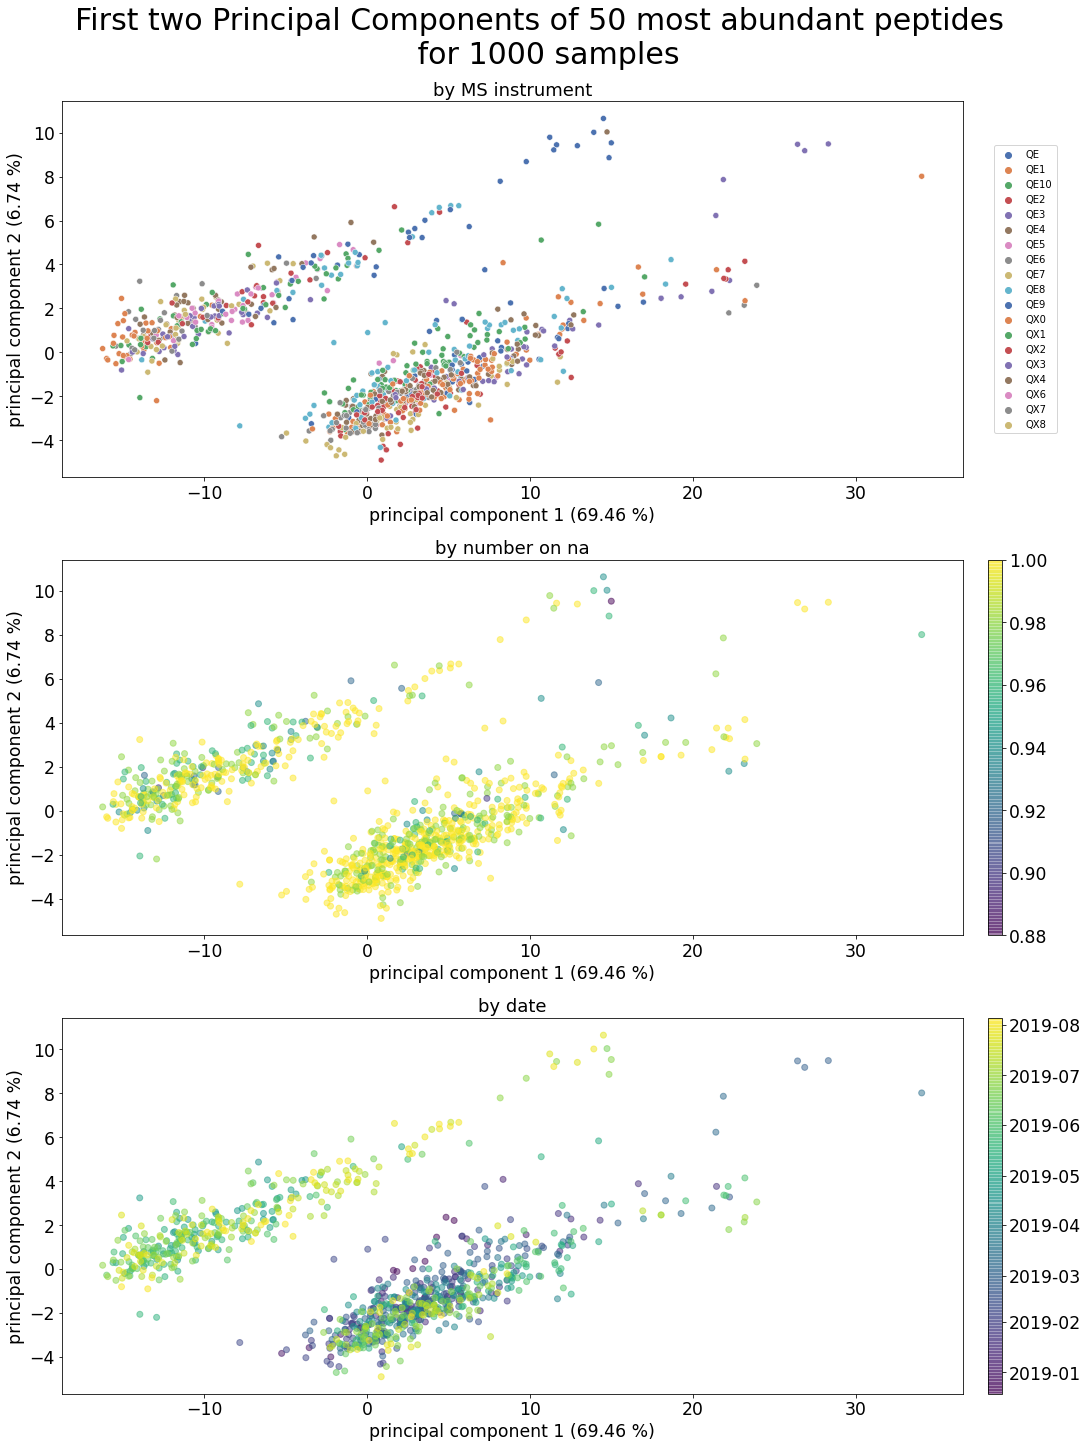 First two Principal Components of 50 most abundant peptides
for 1000 samples
by MS instrument
principal component 2 (6.74 %)
10
8
6
4
2
0
−2
−4
−10
0
10
20
30
principal component 1 (69.46 %)
QE
QE1
QE10
QE2
QE3
QE4
QE5
QE6
QE7
QE8
QE9
QX0
QX1
QX2
QX3
QX4
QX6
QX7
QX8
by number on na
principal component 2 (6.74 %)
10
8
6
4
2
0
−2
−4
−10
0
10
20
30
principal component 1 (69.46 %)
1.00
0.98
0.96
0.94
0.92
0.90
0.88
by date
principal component 2 (6.74 %)
10
8
6
4
2
0
−2
−4
−10
0
10
20
30
principal component 1 (69.46 %)
2019-08
2019-07
2019-06
2019-05
2019-04
2019-03
2019-02
2019-01